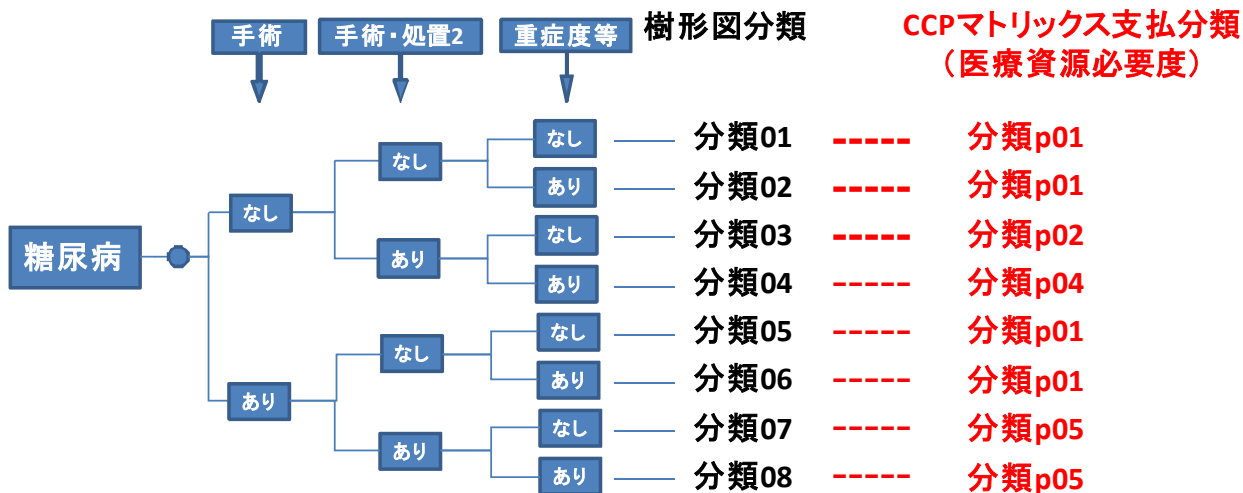 手術
手術・処置2
重症度等
樹形図分類
CCPマトリックス支払分類
（医療資源必要度）
なし
分類01
-----
分類p01
なし
あり
分類02
-----
分類p01
なし
なし
分類03
-----
分類p02
糖尿病
あり
あり
分類04
-----
分類p04
なし
分類05
-----
分類p01
なし
あり
分類06
-----
分類p01
あり
なし
分類07
-----
分類p05
あり
あり
分類08
-----
分類p05